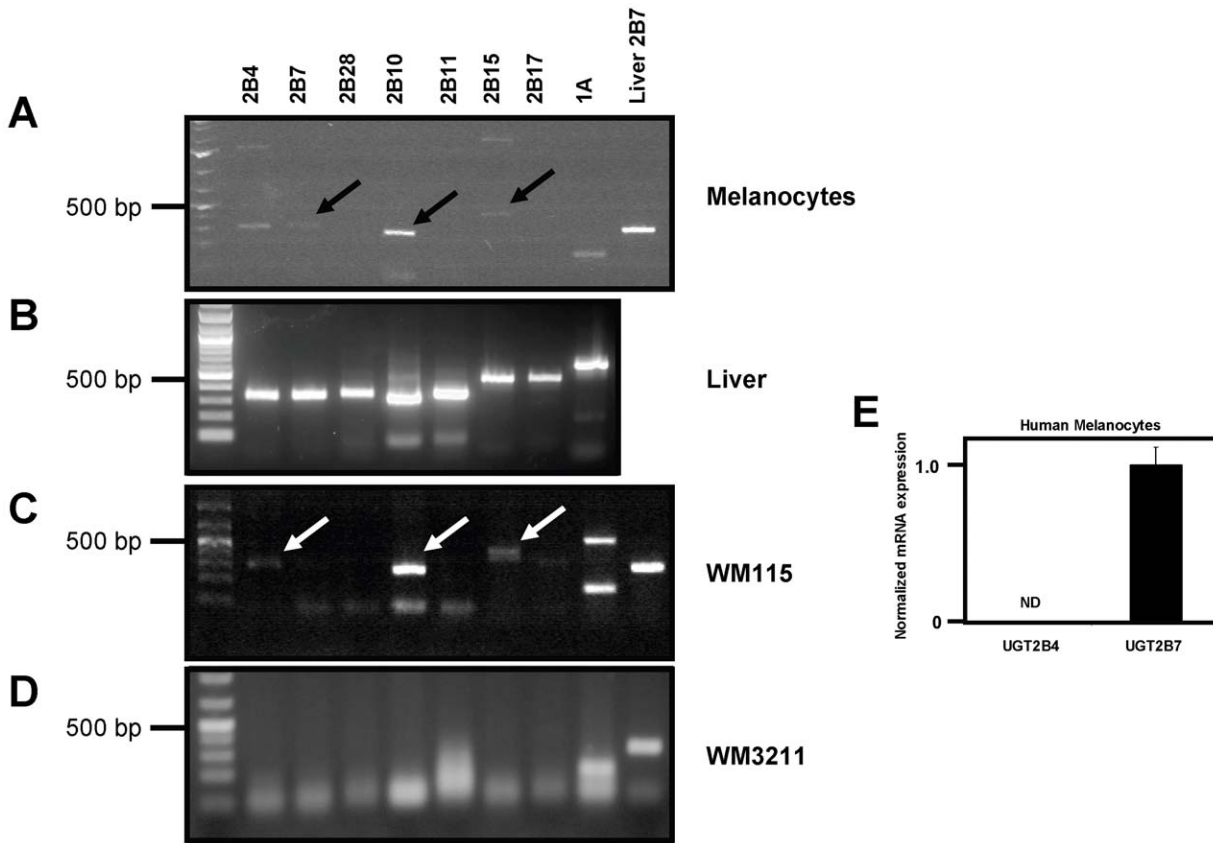 2B4
2B7
2B28
2B10
2B11
2B15
2B17
1A
Liver 2B7
A
500 bp
Melanocytes
B
500 bp
Liver
C
500 bp
WM115
D
500 bp
WM3211
E
Human Melanocytes
Normalized mRNA expression
1.0
ND
0
UGT2B4
UGT2B7